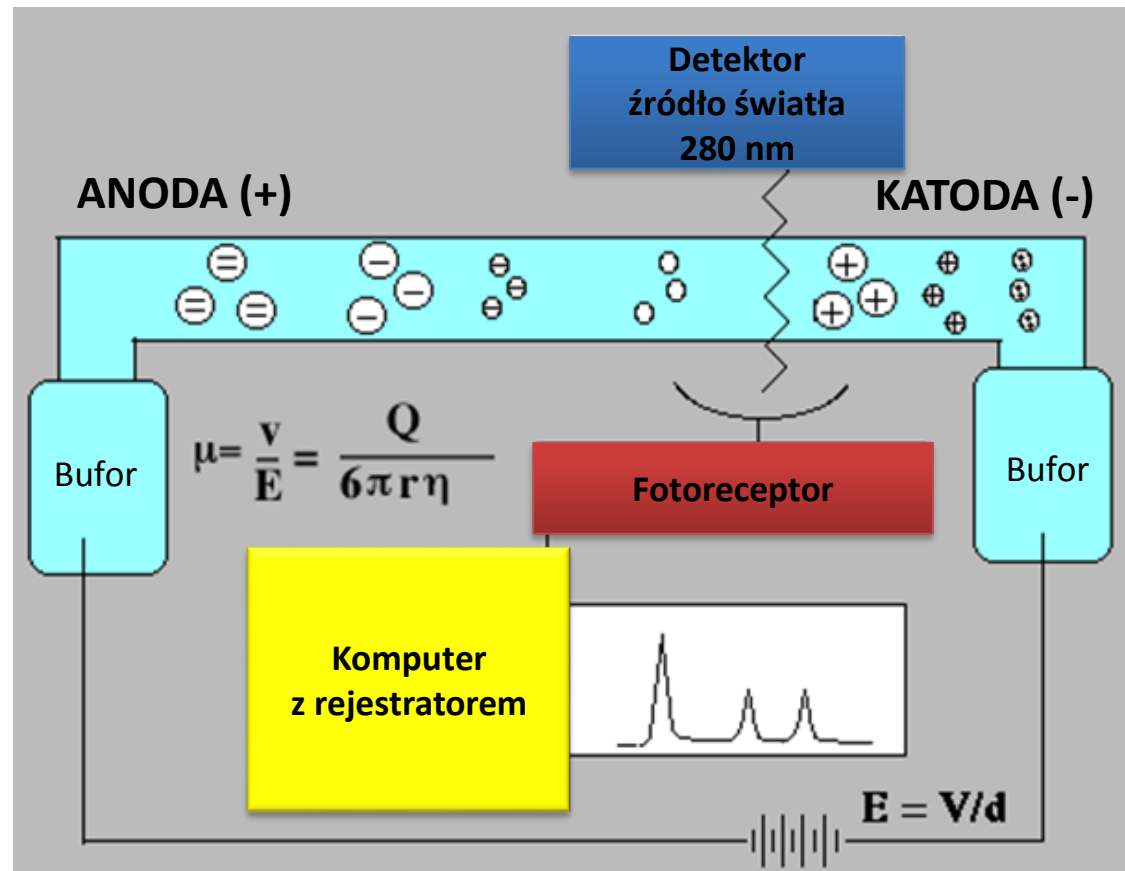 Detektor
źródło światła
280 nm
ANODA (+)
KATODA (-)
Bufor
μ= v/E = Q/6πrη
Bufor
Fotoreceptor
Komputer
z rejestratorem
E = V/d